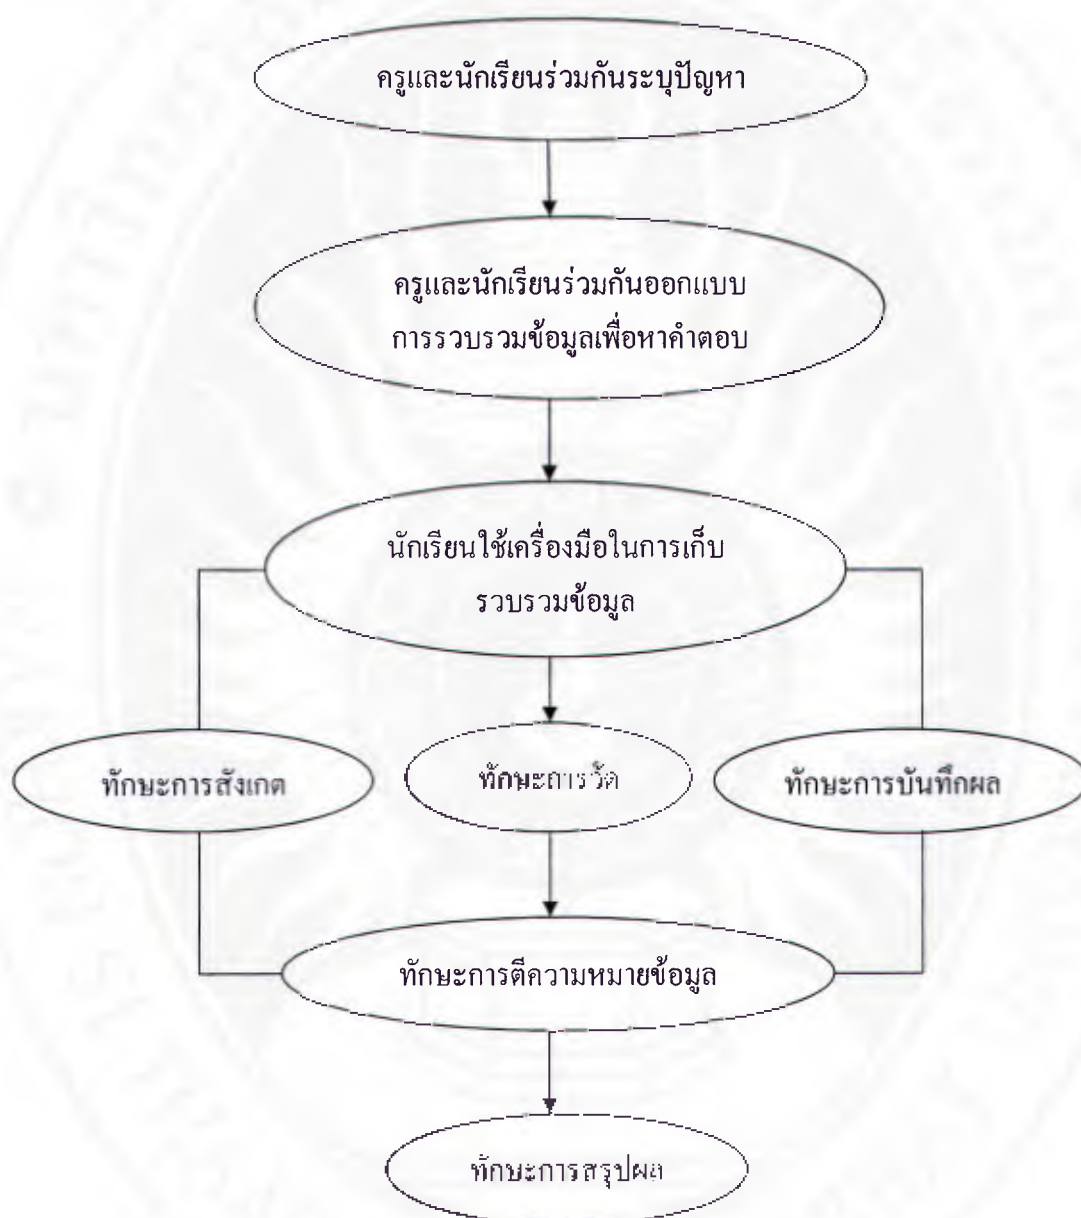 ครูและนักเรียนร่วมกันระบุปัญหา
ครูและนักเรียนร่วมกันออกแบบ
การรวบรวมข้อมูลเพื่อหาคำตอบ
นักเรียนใช้เครื่องมือในการเก็บ
รวบรวมข้อมูล
ทักษะการสังเกต
ทักษะการวัด
ทักษะการบันทึกผล
ทักษะการตีความหมายข้อมูล
ทักษะการสรุปผล